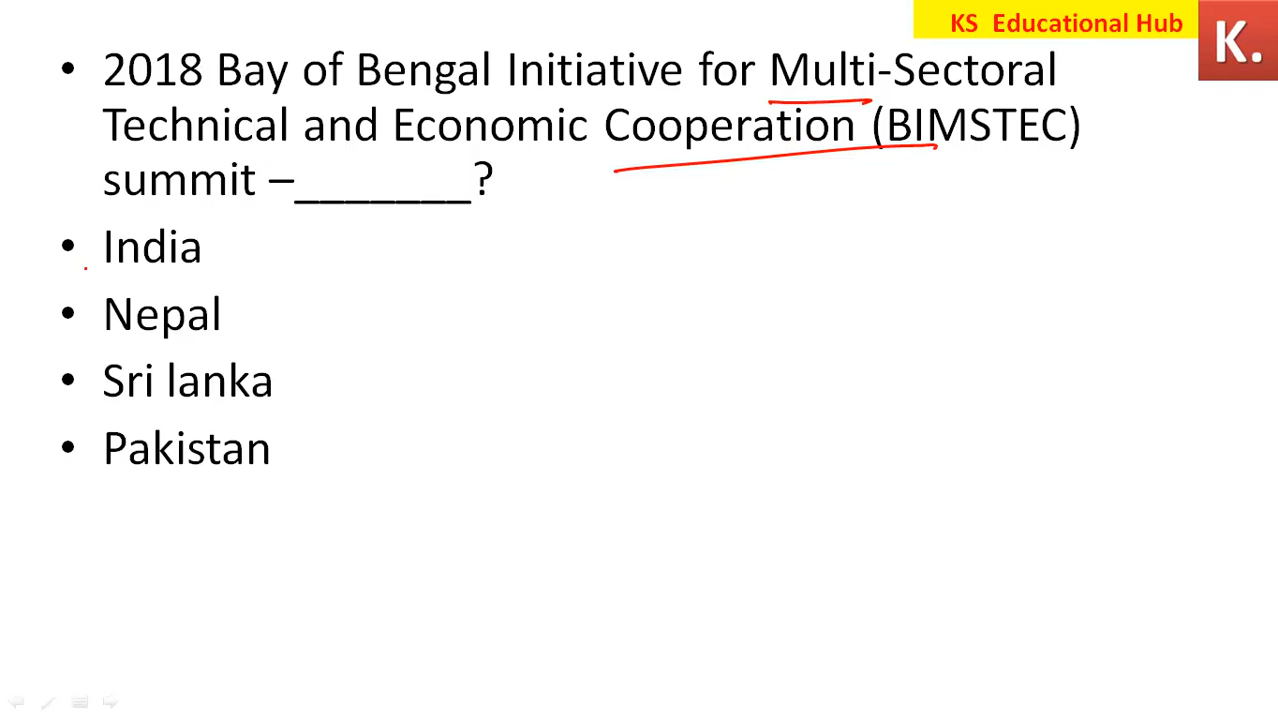 KS Educational Hub
K.
• 2018 Bay of Bengal Initiative for Multi-Sectoral
Technical and Economic Cooperation (BIMSTEC)
summit –_______?
• India
• Nepal
• Sri lanka
• Pakistan